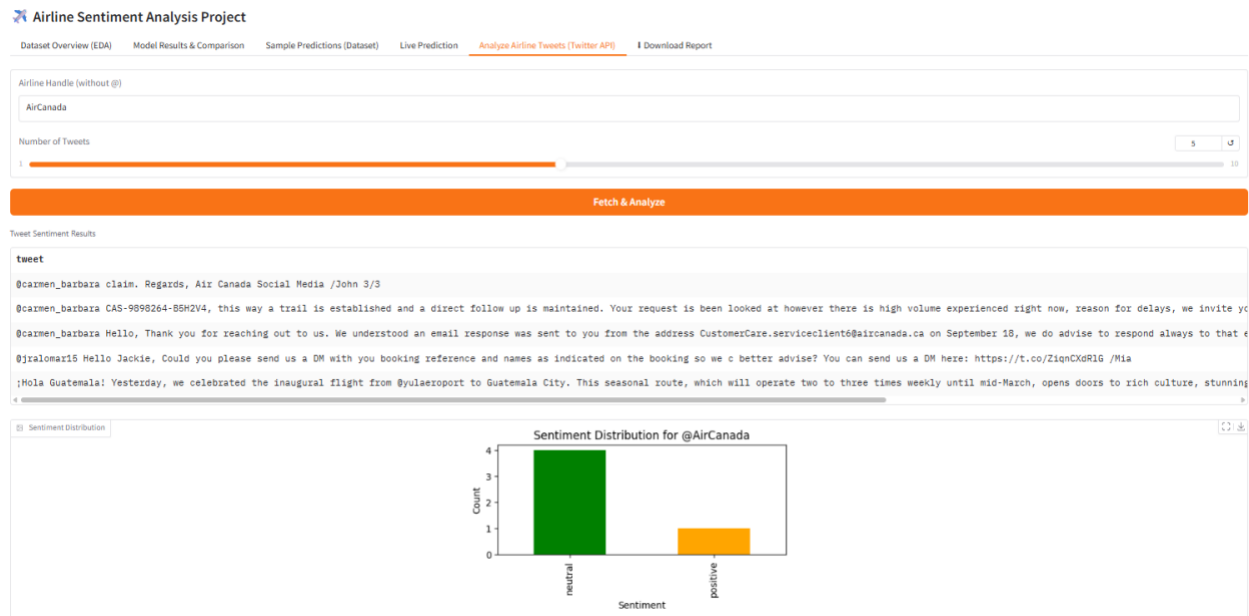 ✈️ Airline Sentiment Analysis Project
Dataset Overview (EDA) Model Results & Comparison Sample Predictions (Dataset) Live Prediction Analyze Airline Tweets (Twitter API) ⬇ Download Report
Airline Handle (without @)
AirCanada
Number of Tweets
5 ↺
1 10
Fetch & Analyze
Tweet Sentiment Results
tweet
@carmen_barbara claim. Regards, Air Canada Social Media /John 3/3
@carmen_barbara CAS-9898264-B5H2V4, this way a trail is established and a direct follow up is maintained. Your request is been looked at however there is high volume experienced right now, reason for delays, we invite yo
@carmen_barbara Hello, Thank you for reaching out to us. We understood an email response was sent to you from the address CustomerCare.serviceclient6@aircanada.ca on September 18, we do advise to respond always to that e
@jralomar15 Hello Jackie, Could you please send us a DM with you booking reference and names as indicated on the booking so we c better advise? You can send us a DM here: https://t.co/ZiqnCXdRlG /Mia
¡Hola Guatemala! Yesterday, we celebrated the inaugural flight from @yulaeroport to Guatemala City. This seasonal route, which will operate two to three times weekly until mid-March, opens doors to rich culture, stunning
Sentiment Distribution
Sentiment Distribution for @AirCanada
4
3
2
1
0
Count
neutral
positive
Sentiment